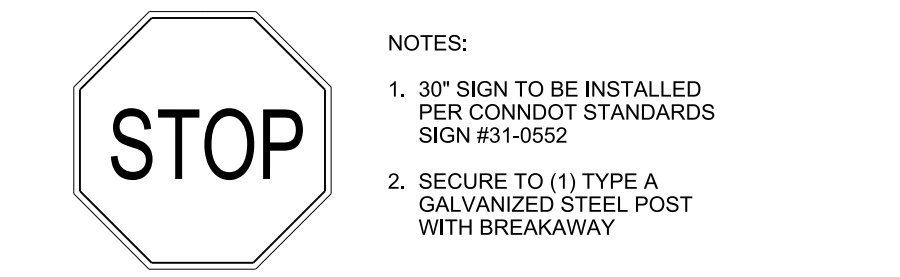 STOP
NOTES:
1. 30" SIGN TO BE INSTALLED
PER CONNDOT STANDARDS
SIGN #31-0552
2. SECURE TO (1) TYPE A
GALVANIZED STEEL POST
WITH BREAKAWAY